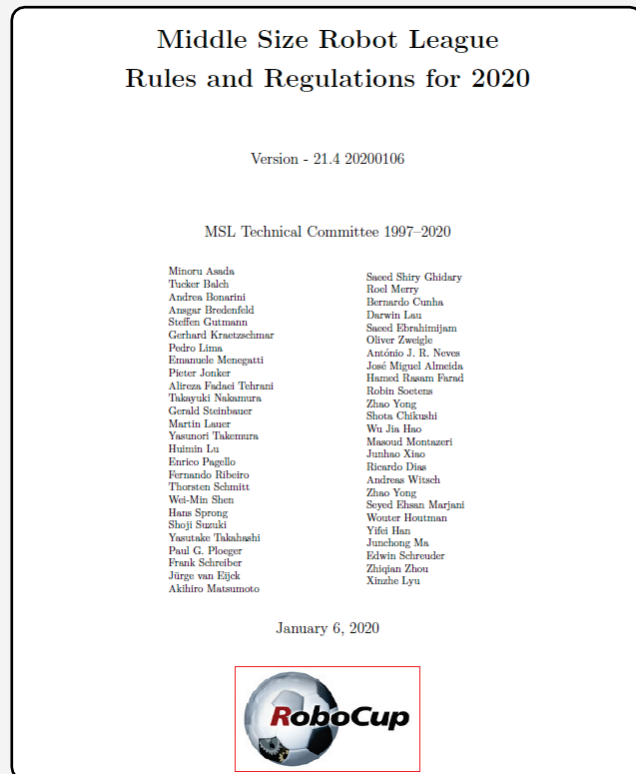 Middle Size Robot League
Rules and Regulations for 2020
Version - 21.4 20200106
MSL Technical Committee 1997–2020
Minoru Asada
Tucker Balch
Andrea Bonarini
Ansgar Bredenfeld
Steffen Gutmann
Gerhard Kraetzschmar
Pedro Lima
Emanuele Menegatti
Pieter Jonker
Alireza Fadaei Tehrani
Takayuki Nakamura
Gerald Steinbauer
Martin Lauer
Yasunori Takemura
Huimin Lu
Enrico Pagello
Fernando Ribeiro
Thorsten Schmitt
Wei-Min Shen
Hans Sprong
Shoji Suzuki
Yasutake Takahashi
Paul G. Ploeger
Frank Schreiber
Jürge van Eijck
Akihiro Matsumoto
Saeed Shiry Ghidary
Roel Merry
Bernardo Cunha
Darwin Lau
Saeed Ebrahimijam
Oliver Zweigle
António J. R. Neves
José Miguel Almeida
Hamed Rasam Farad
Robin Soetens
Zhao Yong
Shota Chikushi
Wu Jia Hao
Masoud Montazeri
Junhao Xiao
Ricardo Dias
Andreas Witsch
Zhao Yong
Seyed Ehsan Marjani
Wouter Houtman
Yifei Han
Junchong Ma
Edwin Schreuder
Zhiqian Zhou
Xinzhe Lyu
January 6, 2020
RoboCup